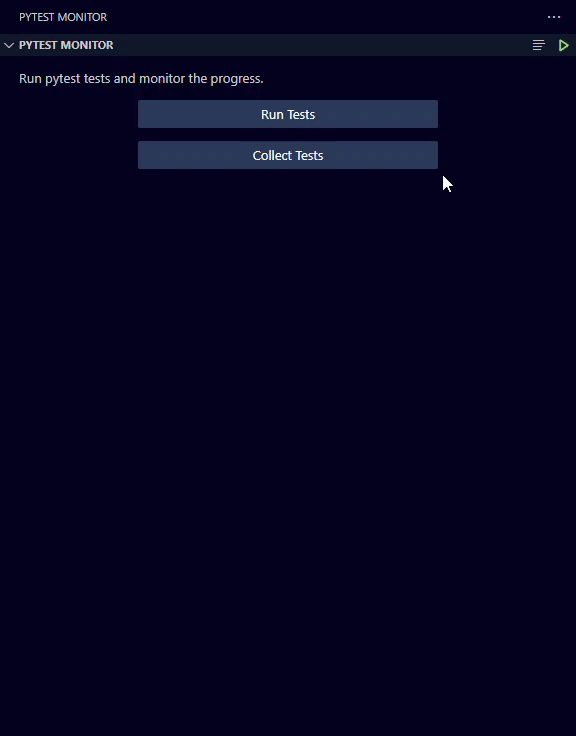 PYTEST MONITOR
PYTEST MONITOR
Run pytest tests and monitor the progress.
Run Tests
Collect Tests